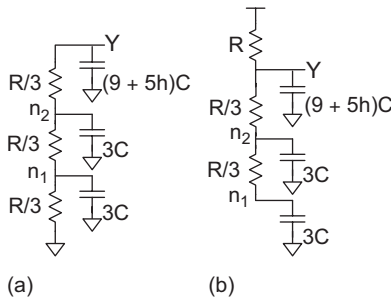 Y
R/3
(9 + 5h)C
n2
R/3
3C
n1
R/3
3C
(a)
R
Y
R/3
(9 + 5h)C
n2
R/3
3C
n1
3C
(b)